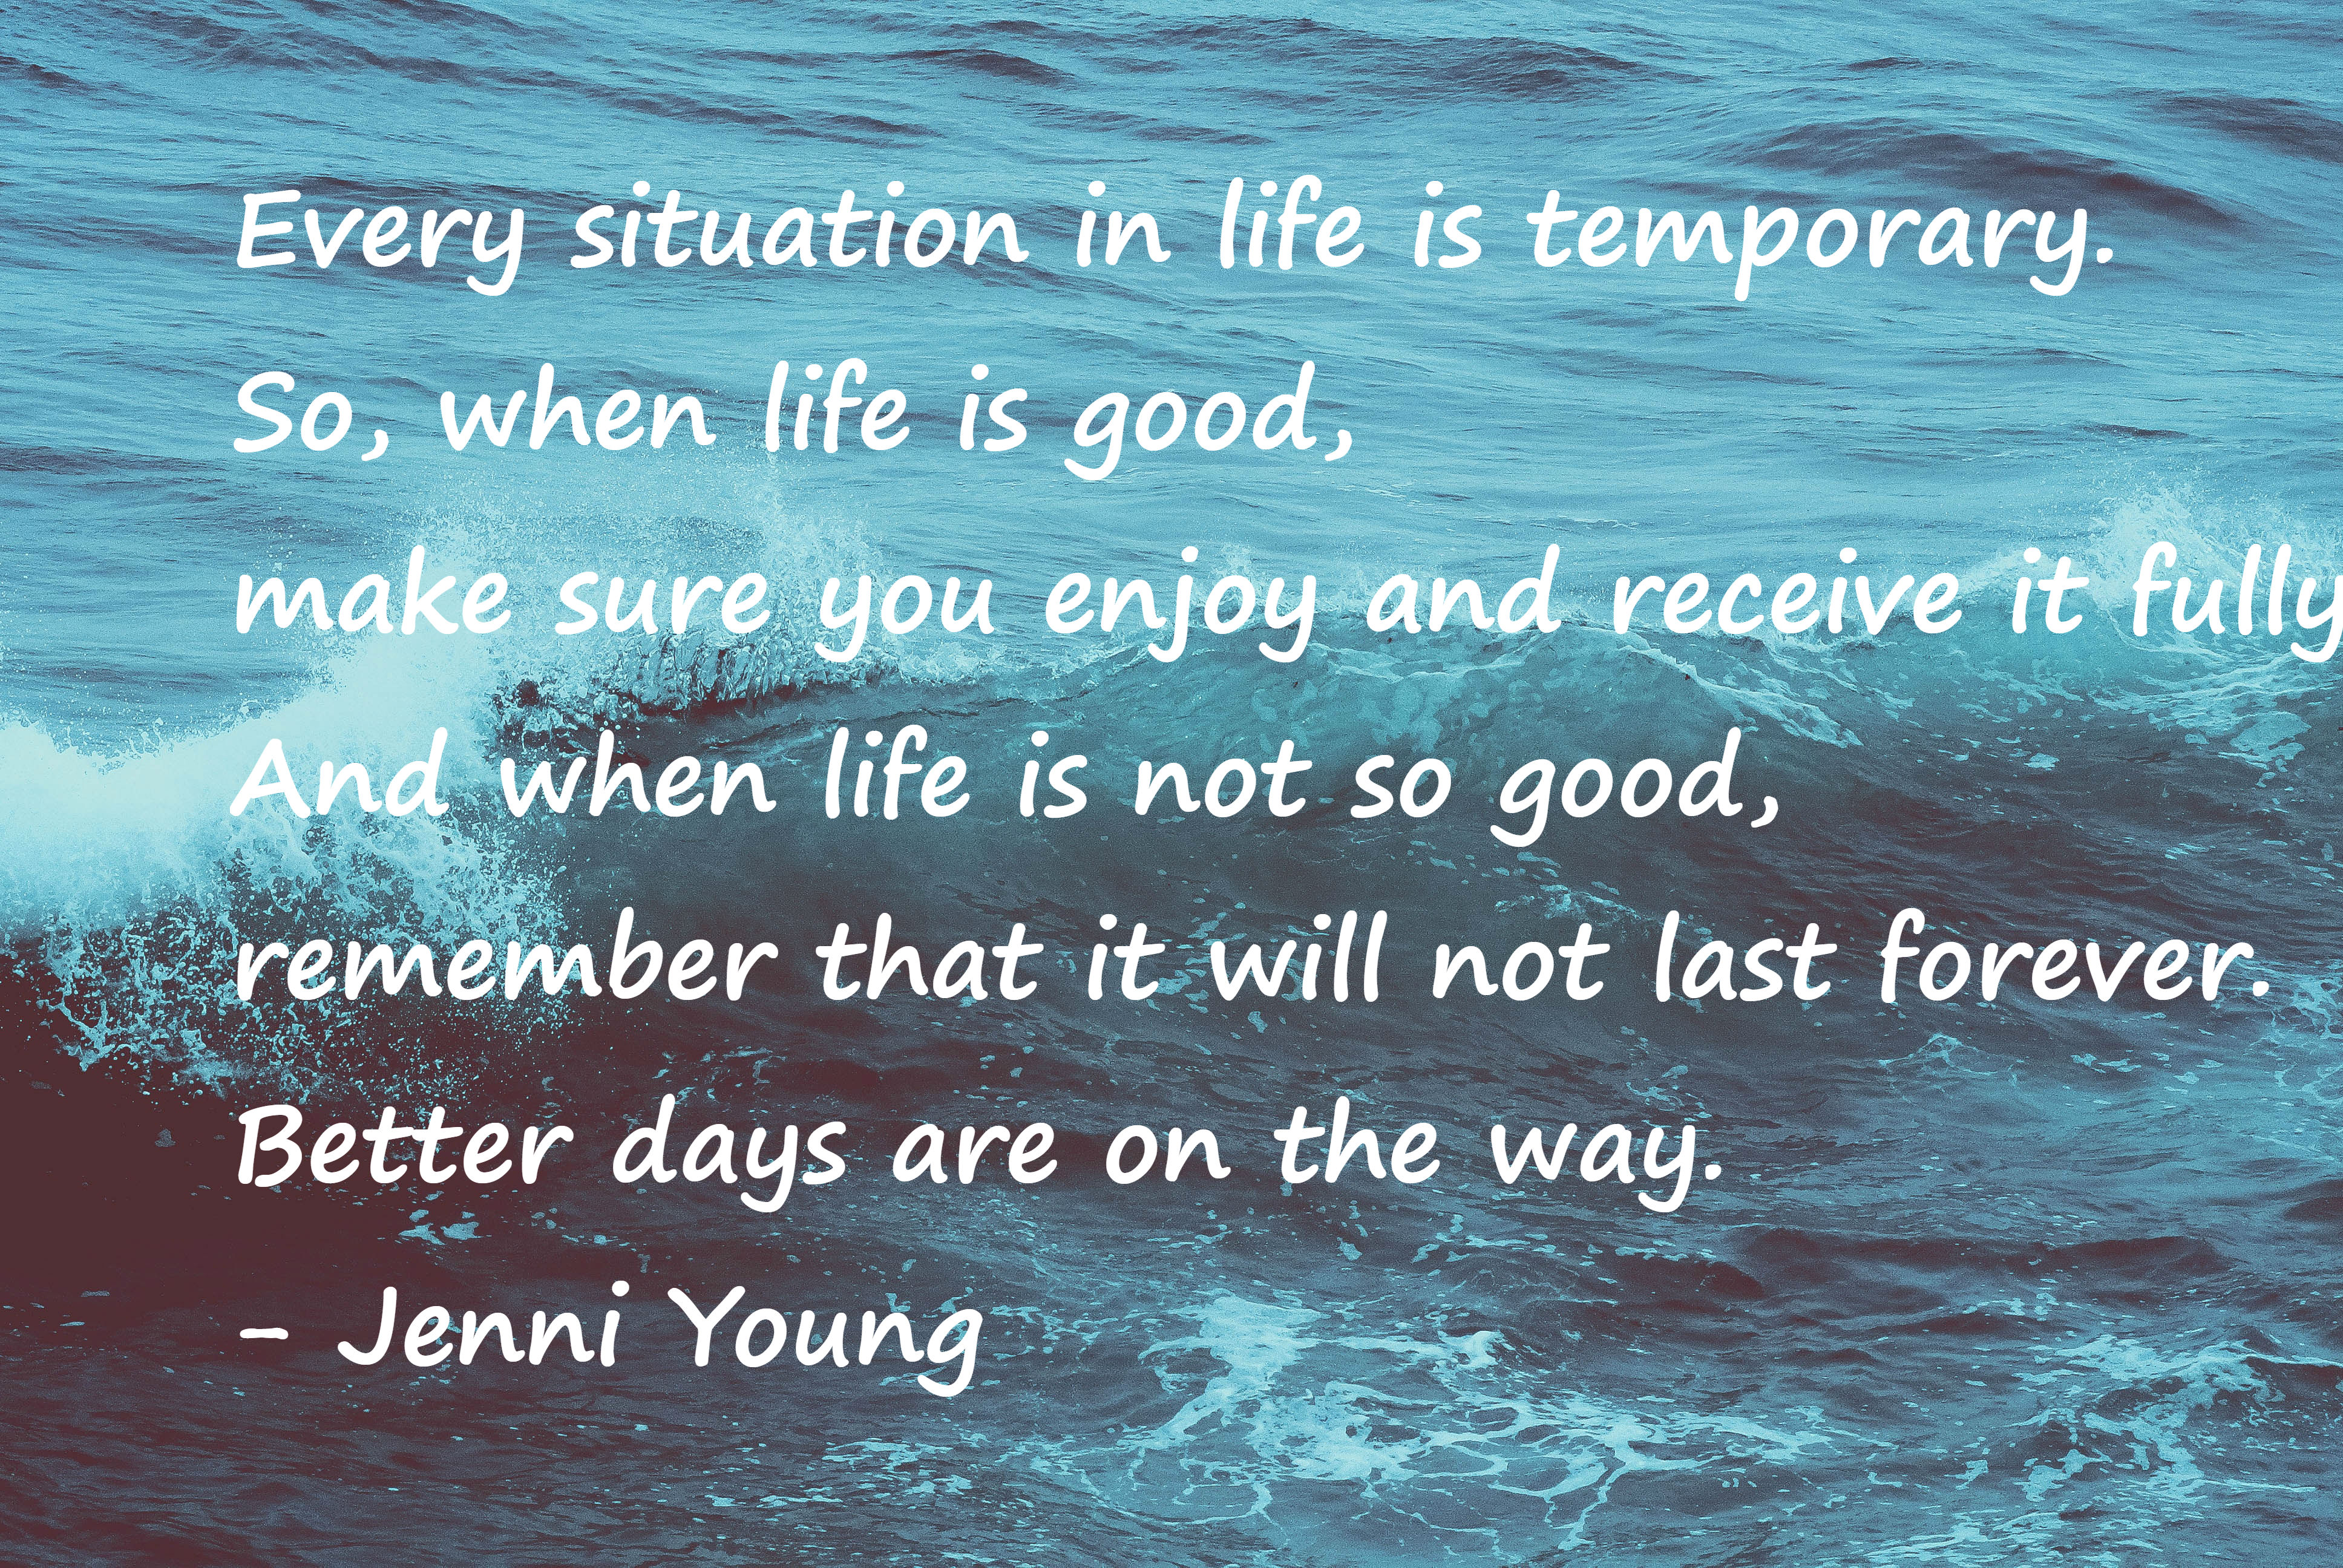 Every situation in life is temporary.
So, when life is good,
make sure you enjoy and receive it fully
And when life is not so good,
remember that it will not last forever.
Better days are on the way.
- Jenni Young